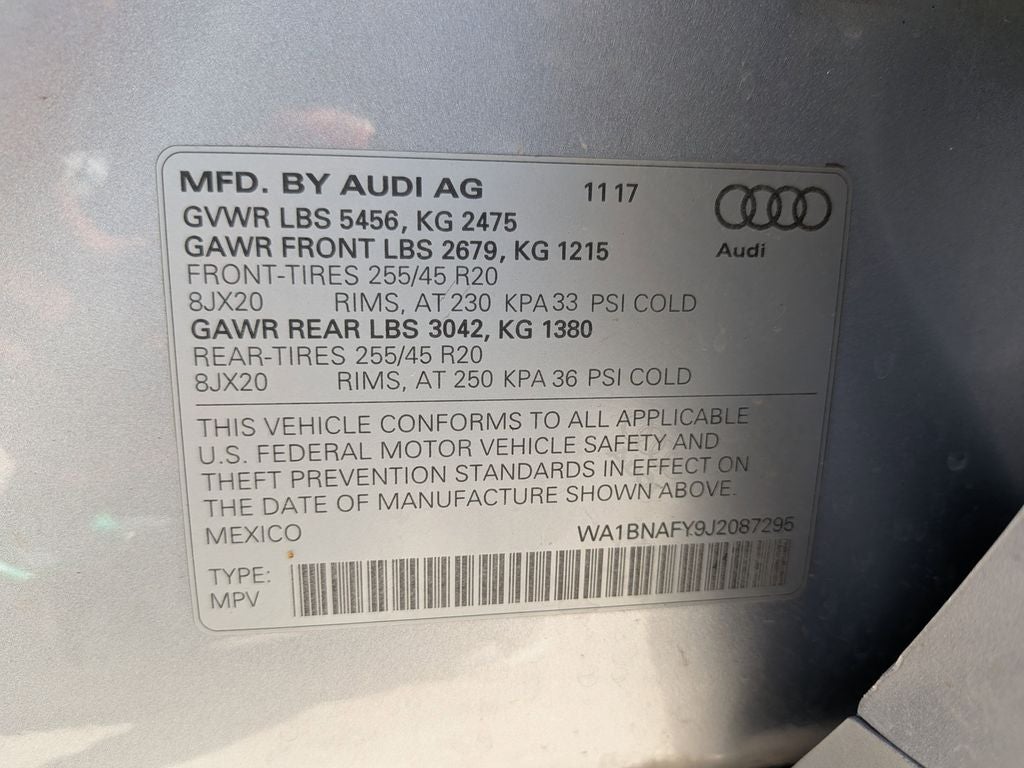 MFD. BY AUDI AG 11 17
GVWR LBS 5456, KG 2475
GAWR FRONT LBS 2679, KG 1215
Audi
FRONT-TIRES 255/45 R20
8JX20 RIMS, AT 230 KPA 33 PSI COLD
GAWR REAR LBS 3042, KG 1380
REAR-TIRES 255/45 R20
8JX20 RIMS, AT 250 KPA 36 PSI COLD
THIS VEHICLE CONFORMS TO ALL APPLICABLE
U.S. FEDERAL MOTOR VEHICLE SAFETY AND
THEFT PREVENTION STANDARDS IN EFFECT ON
THE DATE OF MANUFACTURE SHOWN ABOVE.
MEXICO WA1BNAFY9J2087295
TYPE:
MPV